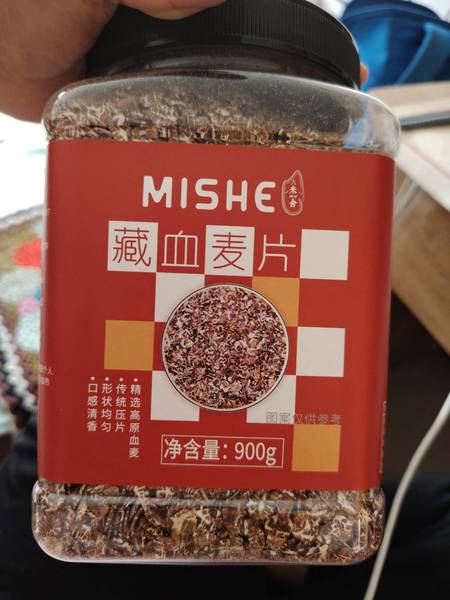 MISHE
米舍
藏血麦片
精选高原血麦
传统压片
形状均匀
口感清香
图案仅供参考
净含量：900g